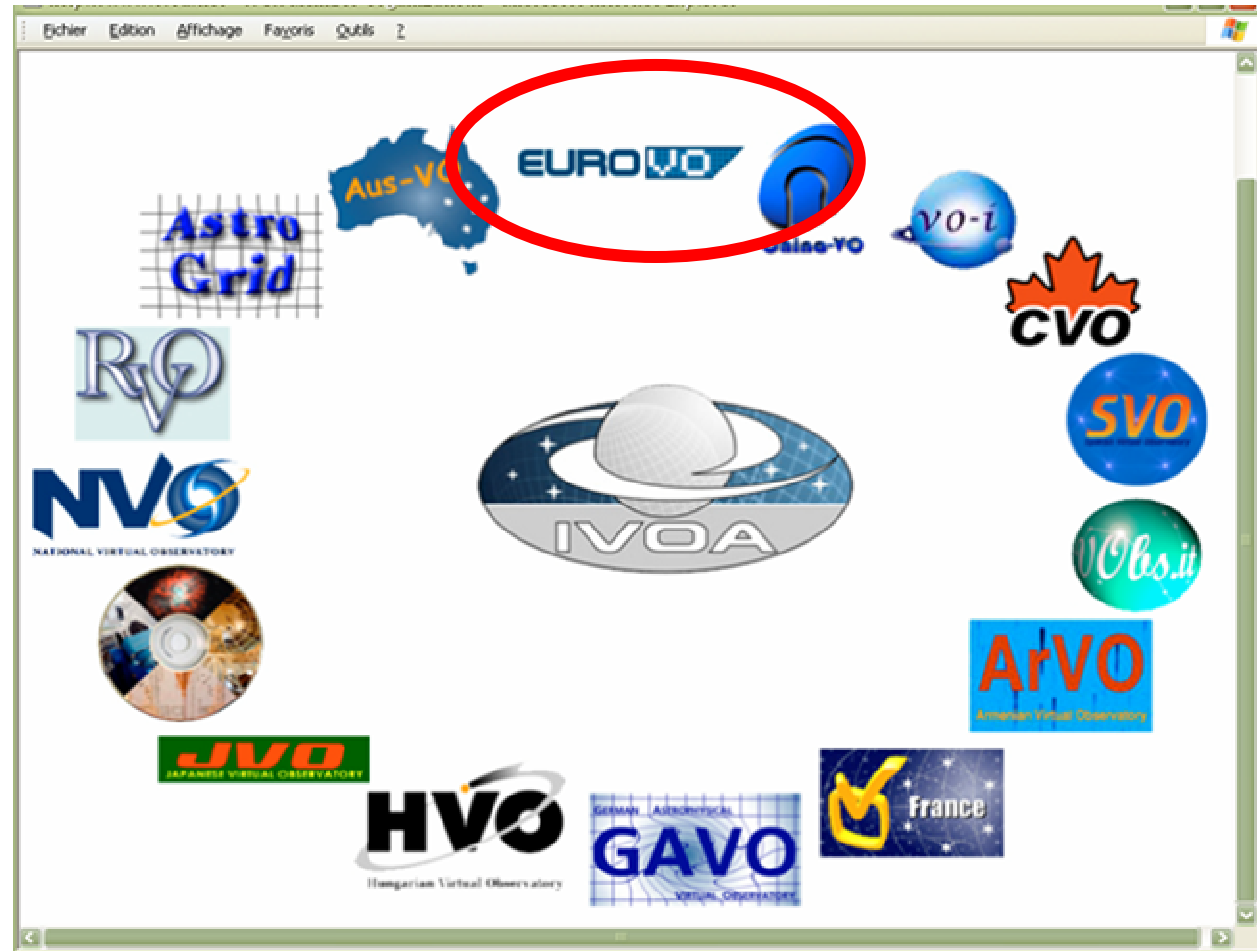 Fichier Edition Affichage Favoris Outils ?
EURO VO
Aus-VO
China-VO
vo-i
Astro
Grid
CVO
RVO
SVO
NVO
NATIONAL VIRTUAL OBSERVATORY
IVOA
VObs.it
ArVO
Armenian Virtual Observatory
JVO
JAPANESE VIRTUAL OBSERVATORY
HVO
Hungarian Virtual Observatory
GERMAN ASTROPHYSICAL
GAVO
VIRTUAL OBSERVATORY
France